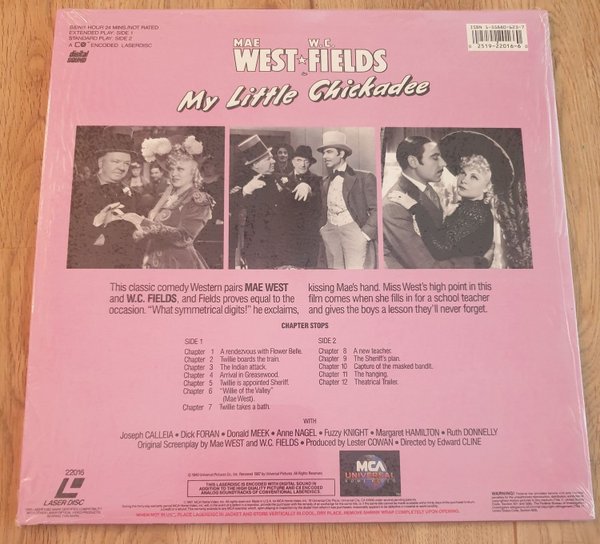 B&W/1 HOUR 24 MINS./NOT RATED
EXTENDED PLAY: SIDE 1
STANDARD PLAY: SIDE 2
A CX ENCODED LASERDISC
digital
SOUND
MAE W.C.
WEST FIELDS
in
My Little Chickadee
0 2519-22016-6
This classic comedy Western pairs MAE WEST
and W.C. FIELDS, and Fields proves equal to the
occasion. "What symmetrical digits!" he exclaims,
kissing Mae's hand. Miss West's high point in this
film comes when she fills in for a school teacher
and gives the boys a lesson they'll never forget.
CHAPTER STOPS
SIDE 1
Chapter 1 A rendezvous with Flower Belle.
Chapter 2 Twillie boards the train.
Chapter 3 The Indian attack.
Chapter 4 Arrival in Greasewood.
Chapter 5 Twillie is appointed Sheriff.
Chapter 6 "Willie of the Valley"
(Mae West).
Chapter 7 Twillie takes a bath.
SIDE 2
Chapter 8 A new teacher.
Chapter 9 The Sheriff's plan.
Chapter 10 Capture of the masked bandit.
Chapter 11 The hanging.
Chapter 12 Theatrical Trailer.
WITH
Joseph CALLEIA • Dick FORAN • Donald MEEK • Anne NAGEL • Fuzzy KNIGHT • Margaret HAMILTON • Ruth DONNELLY
Original Screenplay by Mae WEST and W.C. FIELDS • Produced by Lester COWAN • Directed by Edward CLINE
22016
LASER DISC
THIS LASERDISC IS ENCODED WITH DIGITAL SOUND IN
ADDITION TO THE HIGH QUALITY PICTURE AND CX ENCODED
ANALOG SOUNDTRACKS OF CONVENTIONAL LASERDISCS.
MCA
UNIVERSAL
WARNING: